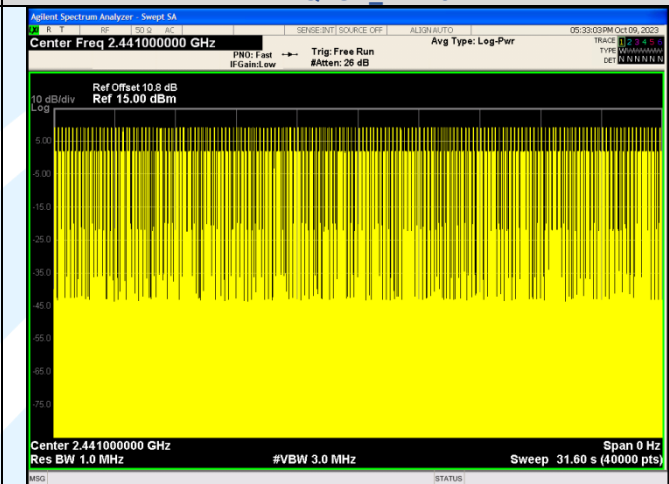 Agilent Spectrum Analyzer - Swept SA
R T RF 50 Ω AC SENSE:INT SOURCE OFF ALIGN AUTO 05:33:03 PM Oct 09, 2023
Center Freq 2.441000000 GHz
PNO: Fast
IFGain:Low
Trig: Free Run
#Atten: 26 dB
Avg Type: Log-Pwr
TRACE 1 2 3 4 5 6
TYPE
DET N N N N N N
Ref Offset 10.8 dB
10 dB/div Ref 15.00 dBm
Log
5.00
-5.00
-15.0
-25.0
-35.0
-45.0
-55.0
-65.0
-75.0
Center 2.441000000 GHz Span 0 Hz
Res BW 1.0 MHz #VBW 3.0 MHz Sweep 31.60 s (40000 pts)
MSG STATUS